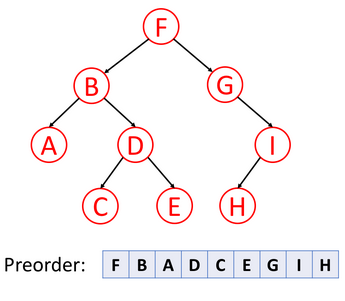 F
B G
A D I
C E H
Preorder: F B A D C E G I H